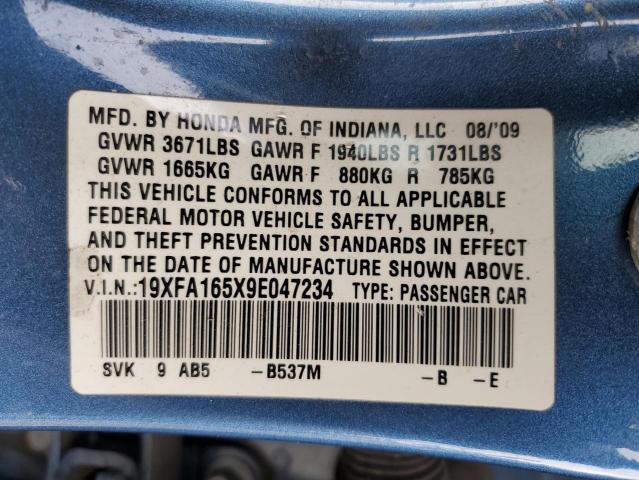 MFD. BY HONDA MFG. OF INDIANA, LLC 08/'09
GVWR 3671LBS GAWR F 1940LBS R 1731LBS
GVWR 1665KG GAWR F 880KG R 785KG
THIS VEHICLE CONFORMS TO ALL APPLICABLE
FEDERAL MOTOR VEHICLE SAFETY, BUMPER,
AND THEFT PREVENTION STANDARDS IN EFFECT
ON THE DATE OF MANUFACTURE SHOWN ABOVE.
V.I.N.:19XFA165X9E047234 TYPE: PASSENGER CAR
SVK 9 AB5 -B537M -B -E